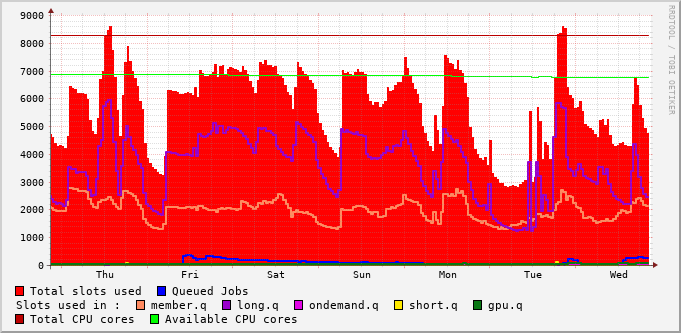 9000
8000
7000
6000
5000
4000
3000
2000
1000
0
Thu Fri Sat Sun Mon Tue Wed
RRDTOOL / TOBI OETIKER
Total slots used Queued Jobs
Slots used in : member.q long.q ondemand.q short.q gpu.q
Total CPU cores Available CPU cores